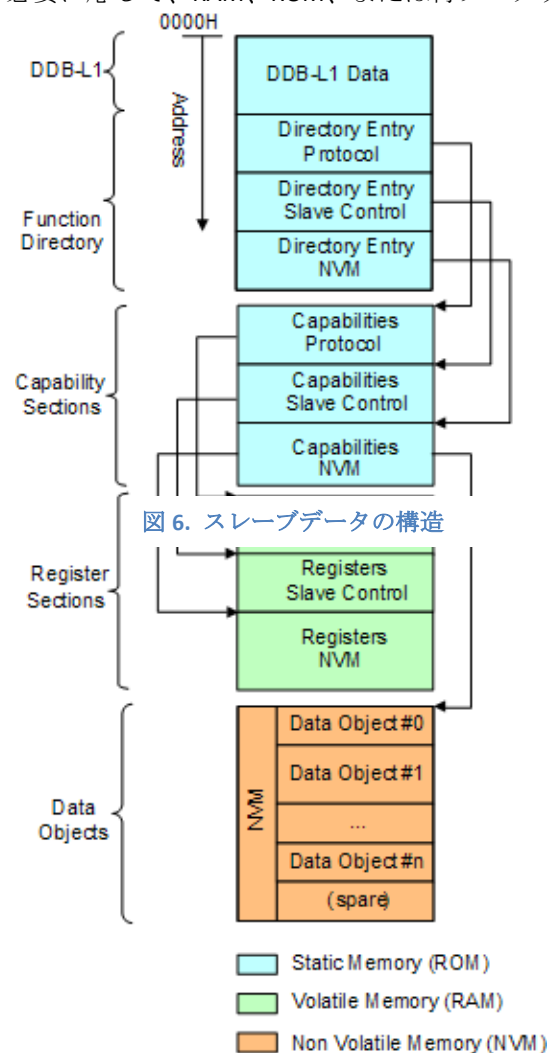 0000H
DDB-L1
Address
DDB-L1 Data
Directory Entry
Protocol
Directory Entry
Slave Control
Directory Entry
NVM
Function
Directory
Capabilities
Protocol
Capabilities
Slave Control
Capabilities
NVM
Capability
Sections
図 6. スレーブデータの構造
Registers
Slave Control
Registers
NVM
Register
Sections
NVM
Data Object#0
Data Object#1
...
Data Object#n
(spare)
Data
Objects
Static Memory (ROM)
Volatile Memory (RAM)
Non Volatile Memory (NVM)